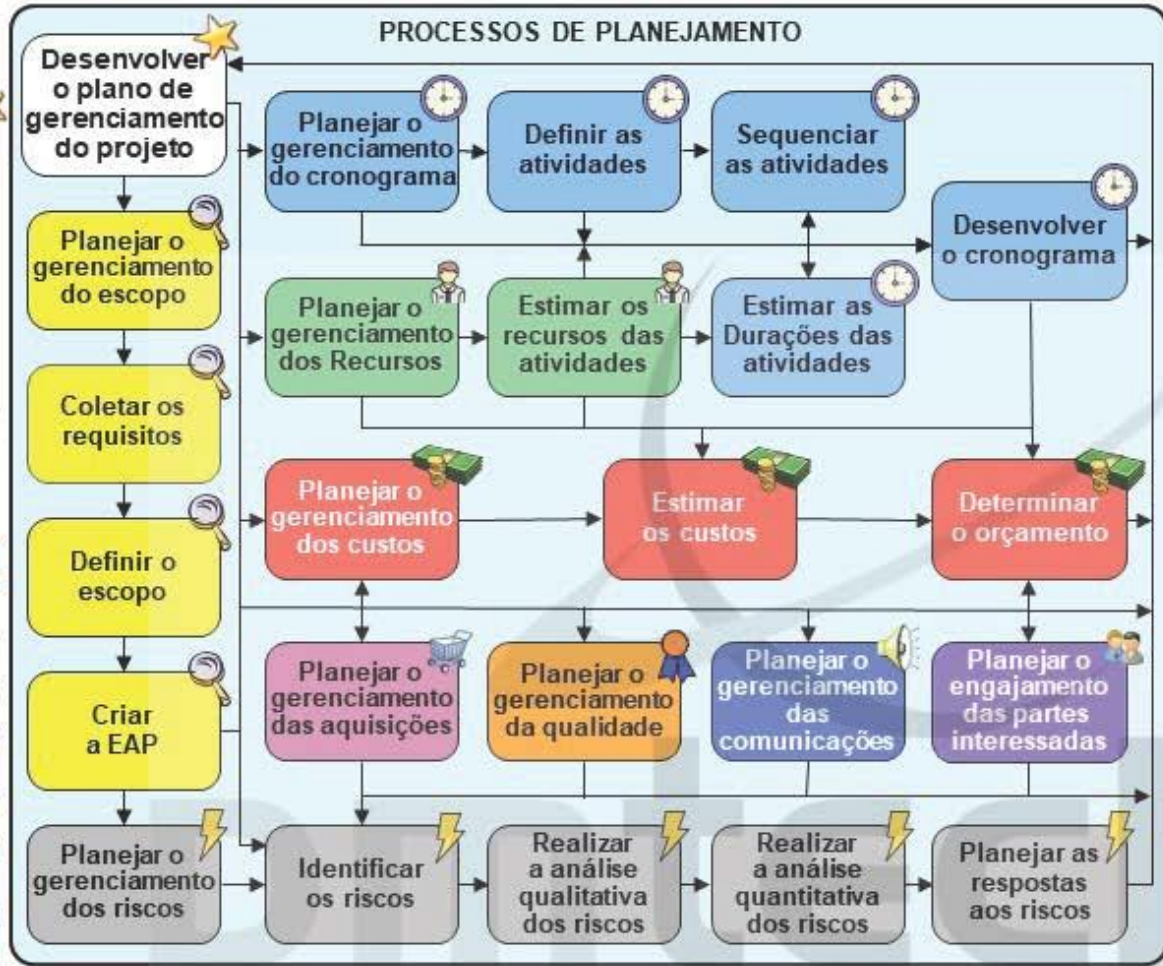 PROCESSOS DE PLANEJAMENTO
Desenvolver
o plano de
gerenciamento
do projeto
Planejar o
gerenciamento
do cronograma
Definir as
atividades
Sequenciar
as atividades
Desenvolver
o cronograma
Planejar o
gerenciamento
do escopo
Planejar o
gerenciamento
dos Recursos
Estimar os
recursos das
atividades
Estimar as
Durações das
atividades
Coletar os
requisitos
Planejar o
gerenciamento
dos custos
Estimar
os custos
Determinar
o orçamento
Definir o
escopo
Planejar o
gerenciamento
das aquisições
Planejar o
gerenciamento
da qualidade
Planejar o
gerenciamento
das
comunicações
Planejar o
engajamento
das partes
interessadas
Criar
a EAP
Planejar o
gerenciamento
dos riscos
Identificar
os riscos
Realizar
a análise
qualitativa
dos riscos
Realizar
a análise
quantitativa
dos riscos
Planejar as
respostas
aos riscos